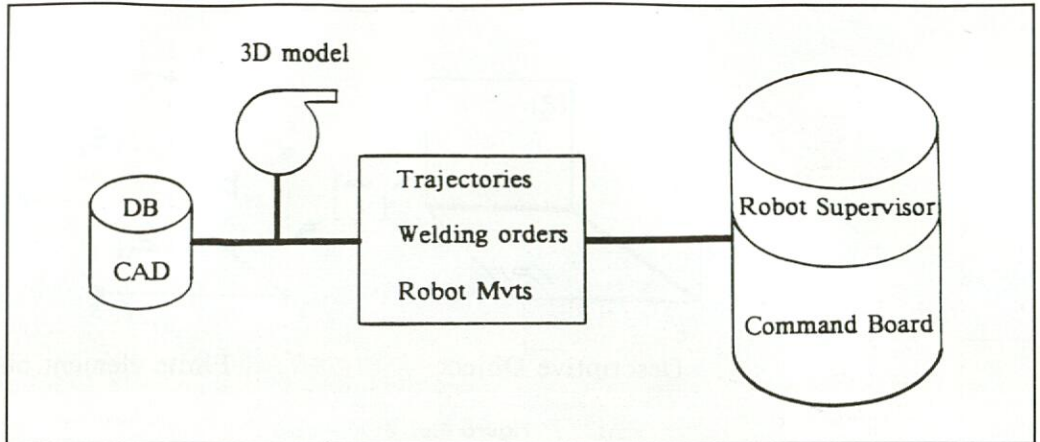 3D model
DB
CAD
Trajectories
Welding orders
Robot Mvts
Robot Supervisor
Command Board